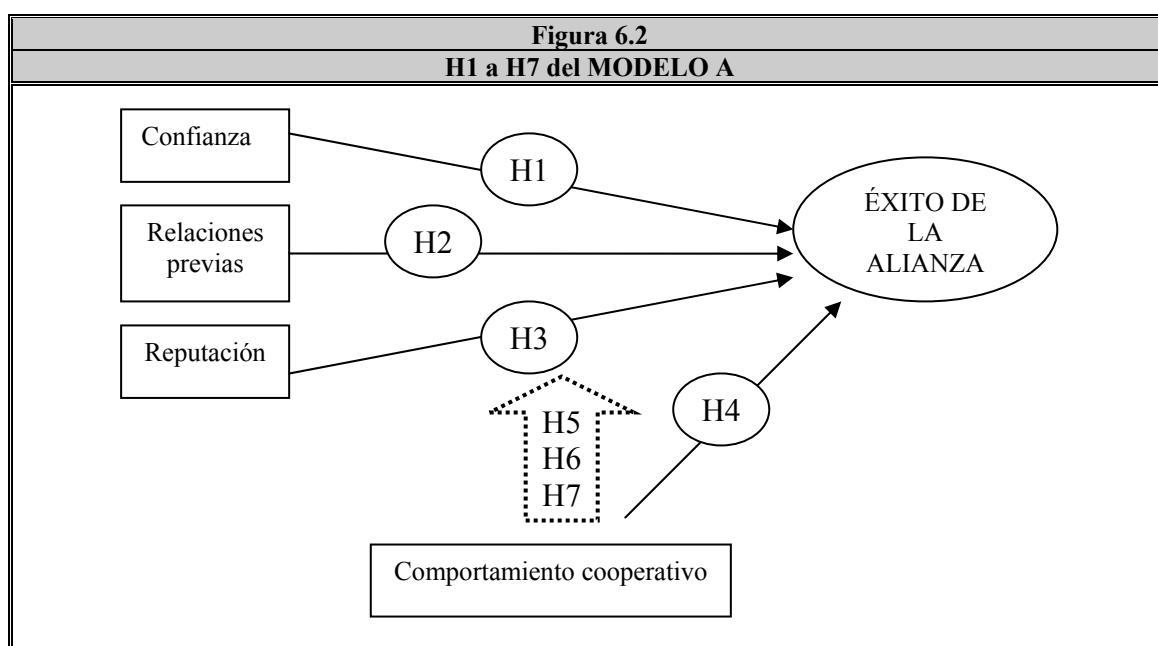 Figura 6.2
H1 a H7 del MODELO A
Confianza
H1
ÉXITO DE
LA
ALIANZA
Relaciones
previas
H2
Reputación
H3
H5
H6
H7
H4
Comportamiento cooperativo